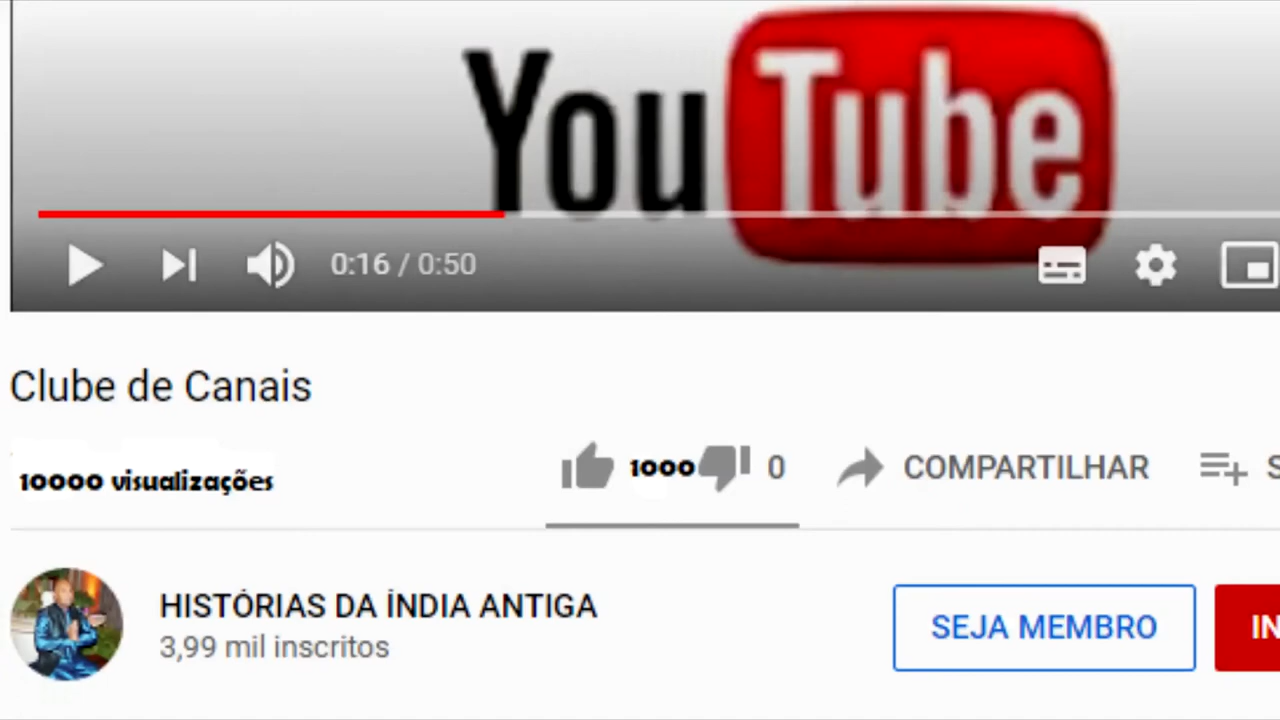 YouTube
0:16 / 0:50
Clube de Canais
10000 visualizações
1000 0 COMPARTILHAR S
HISTÓRIAS DA ÍNDIA ANTIGA
3,99 mil inscritos
SEJA MEMBRO IN